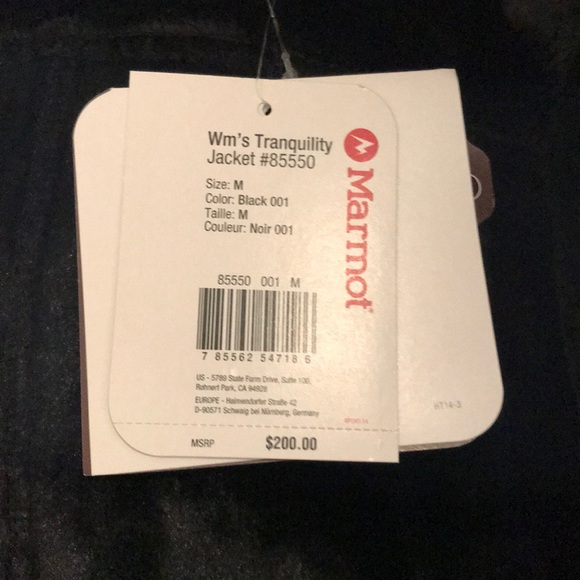 Wm's Tranquility
Jacket #85550
Size: M
Color: Black 001
Taille: M
Couleur: Noir 001
Marmot
85550 001 M
7 85562 54718 6
US - 5789 State Farm Drive, Suite 100,
Rohnert Park, CA 94928
EUROPE - Haimendorfer Straße 42
D-90571 Schwaig bei Nürnberg, Germany
MSRP $200.00
HT14-3